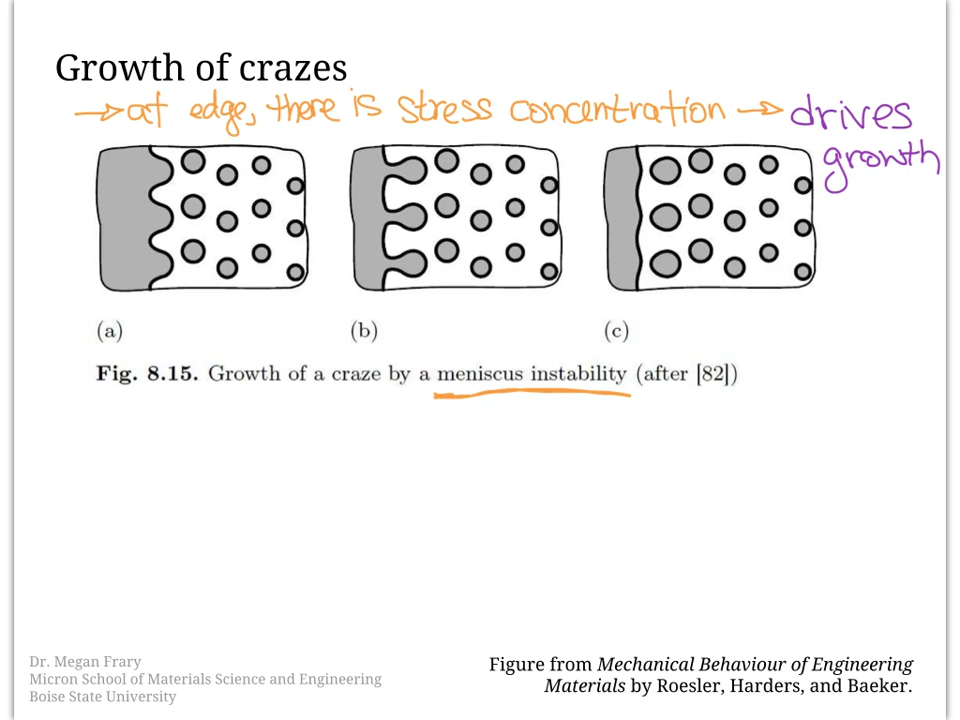 Growth of crazes
→ at edge, there is stress concentration → drives
growth
(a) (b) (c)
Fig. 8.15. Growth of a craze by a meniscus instability (after [82])
Dr. Megan Frary
Micron School of Materials Science and Engineering
Boise State University
Figure from Mechanical Behaviour of Engineering
Materials by Roesler, Harders, and Baeker.